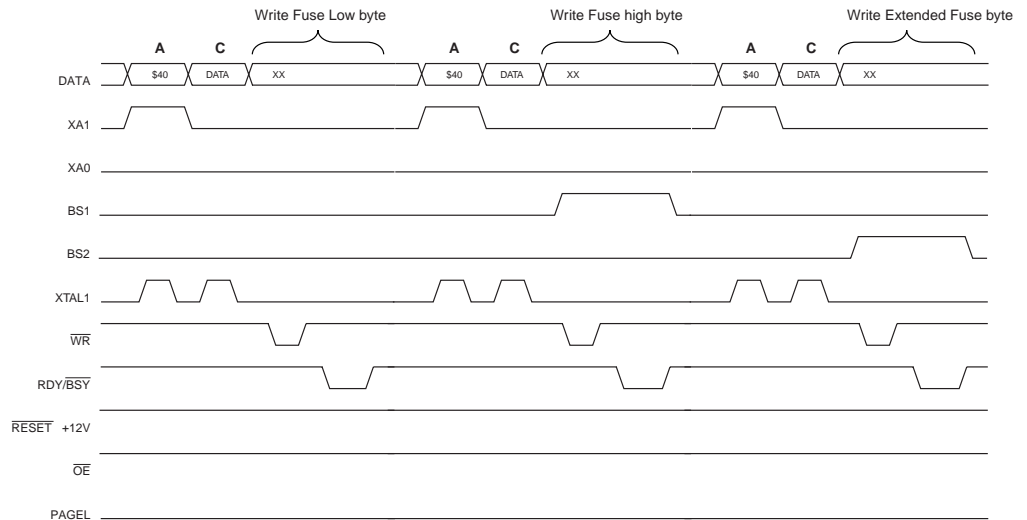 Write Fuse Low byte Write Fuse high byte Write Extended Fuse byte
A C A C A C
DATA $40 DATA XX $40 DATA XX $40 DATA XX
XA1
XA0
BS1
BS2
XTAL1
WR
RDY/BSY
RESET +12V
OE
PAGEL